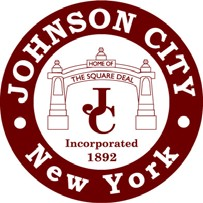 JOHNSON CITY
HOME OF
THE SQUARE DEAL
JC
Incorporated
1892
New York